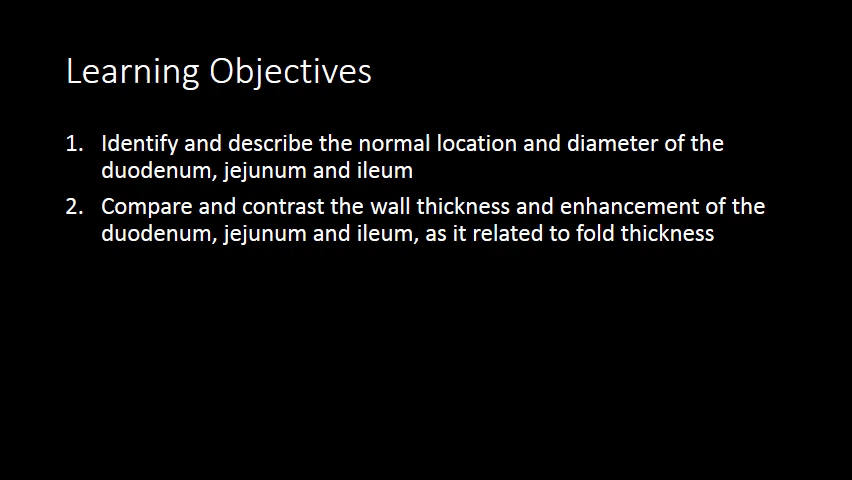 Learning Objectives
1. Identify and describe the normal location and diameter of the
duodenum, jejunum and ileum
2. Compare and contrast the wall thickness and enhancement of the
duodenum, jejunum and ileum, as it related to fold thickness